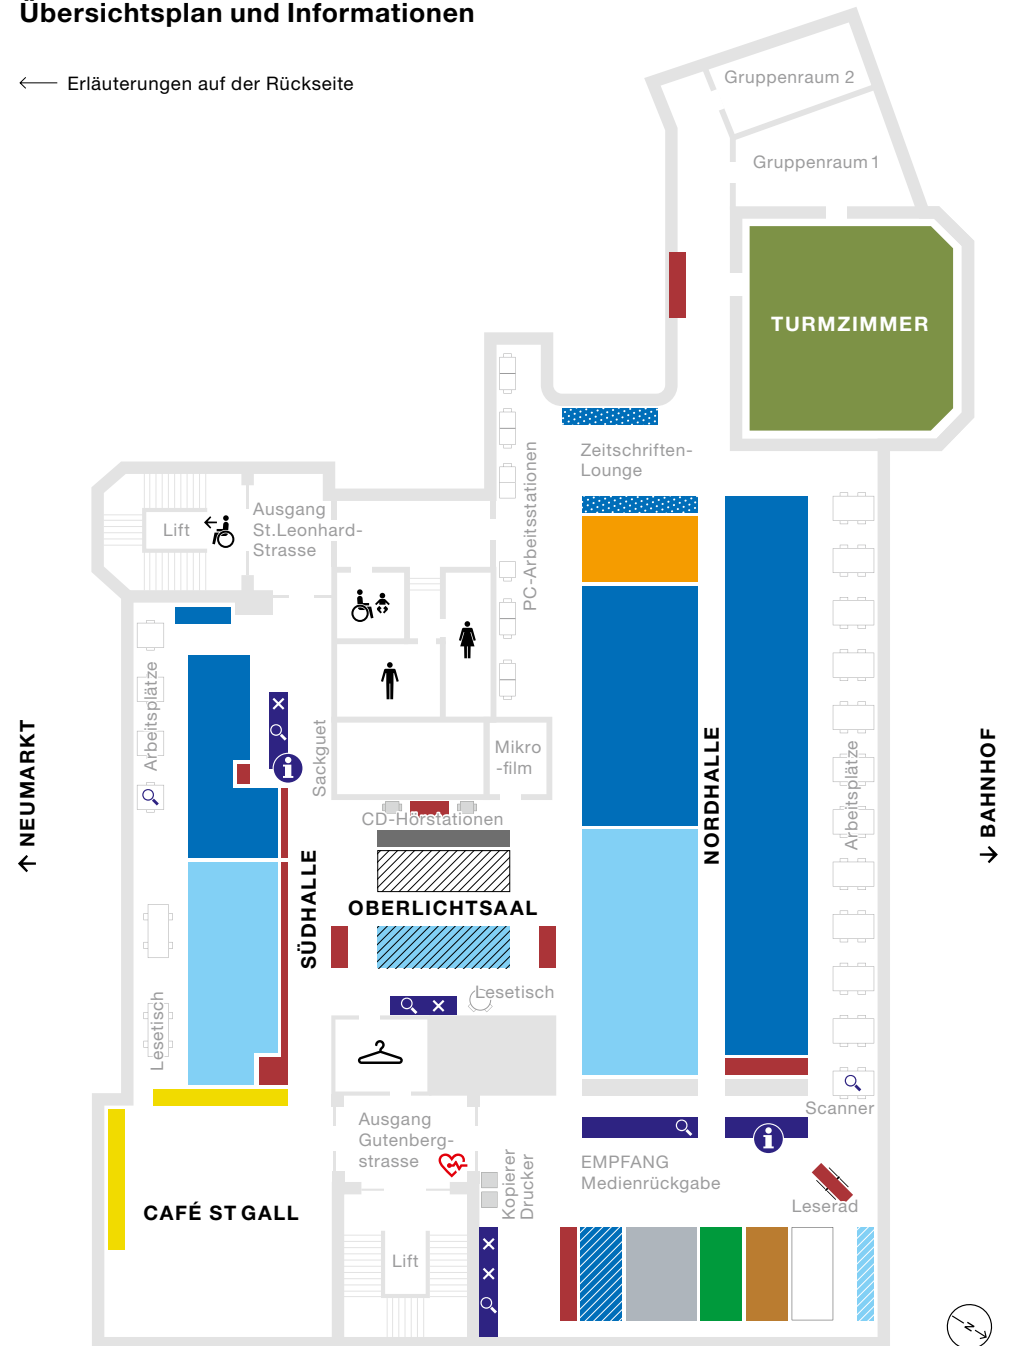 Übersichtsplan und Informationen
← Erläuterungen auf der Rückseite
Gruppenraum 2
Gruppenraum 1
TURMZIMMER
Zeitschriften-
Lounge
PC-Arbeitsstationen
Ausgang
St.Leonhard-
Strasse
Lift
Arbeitsplätze
Sackguet
Mikro
-film
CD-Hörstationen
OBERLICHTSAAL
SÜDHALLE
NORDHALLE
Arbeitsplätze
← NEUMARKT
← BAHNHOF
Lesetisch
Lesetisch
Scanner
Ausgang
Gutenberg-
strasse
Kopierer
Drucker
EMPFANG
Medienrückgabe
Leserad
CAFÉ ST GALL
Lift
N